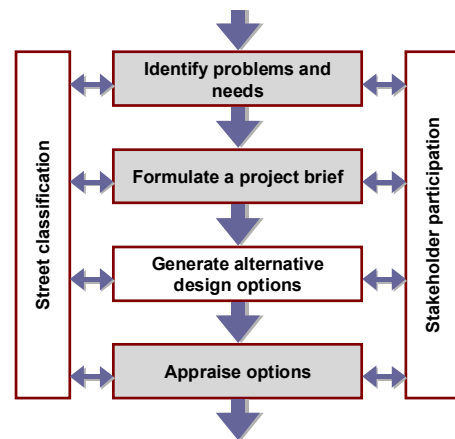 Identify problems and
needs
Formulate a project brief
Generate alternative
design options
Appraise options
Street classification
Stakeholder participation